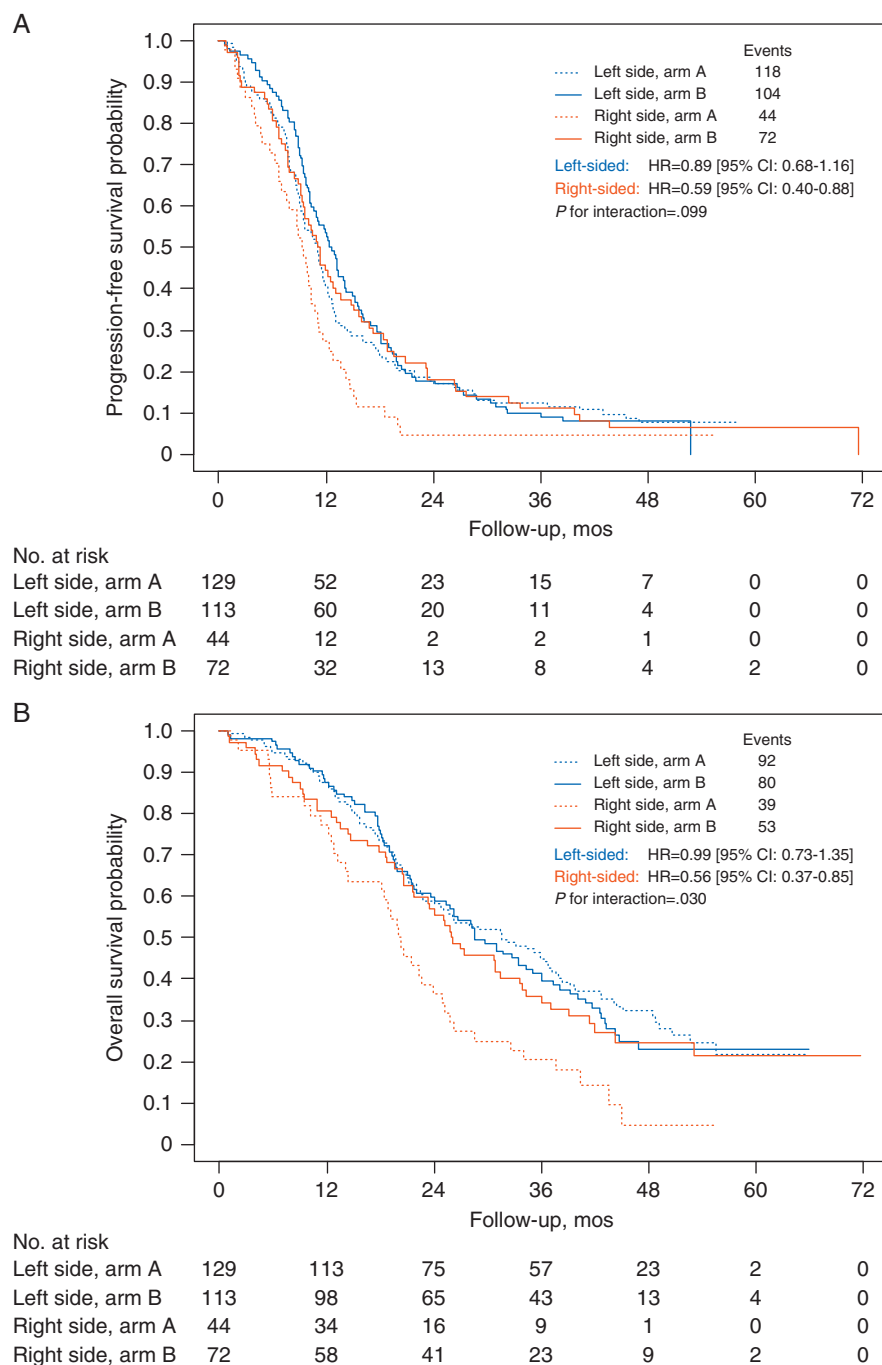 A
Progression-free survival probability
1.0
0.9
0.8
0.7
0.6
0.5
0.4
0.3
0.2
0.1
0
Events
Left side, arm A 118
Left side, arm B 104
Right side, arm A 44
Right side, arm B 72
Left-sided: HR=0.89 [95% CI: 0.68-1.16]
Right-sided: HR=0.59 [95% CI: 0.40-0.88]
P for interaction=.099
0 12 24 36 48 60 72
Follow-up, mos
No. at risk
Left side, arm A 129 52 23 15 7 0 0
Left side, arm B 113 60 20 11 4 0 0
Right side, arm A 44 12 2 2 1 0 0
Right side, arm B 72 32 13 8 4 2 0
B
Overall survival probability
1.0
0.9
0.8
0.7
0.6
0.5
0.4
0.3
0.2
0.1
0
Events
Left side, arm A 92
Left side, arm B 80
Right side, arm A 39
Right side, arm B 53
Left-sided: HR=0.99 [95% CI: 0.73-1.35]
Right-sided: HR=0.56 [95% CI: 0.37-0.85]
P for interaction=.030
0 12 24 36 48 60 72
Follow-up, mos
No. at risk
Left side, arm A 129 113 75 57 23 2 0
Left side, arm B 113 98 65 43 13 4 0
Right side, arm A 44 34 16 9 1 0 0
Right side, arm B 72 58 41 23 9 2 0